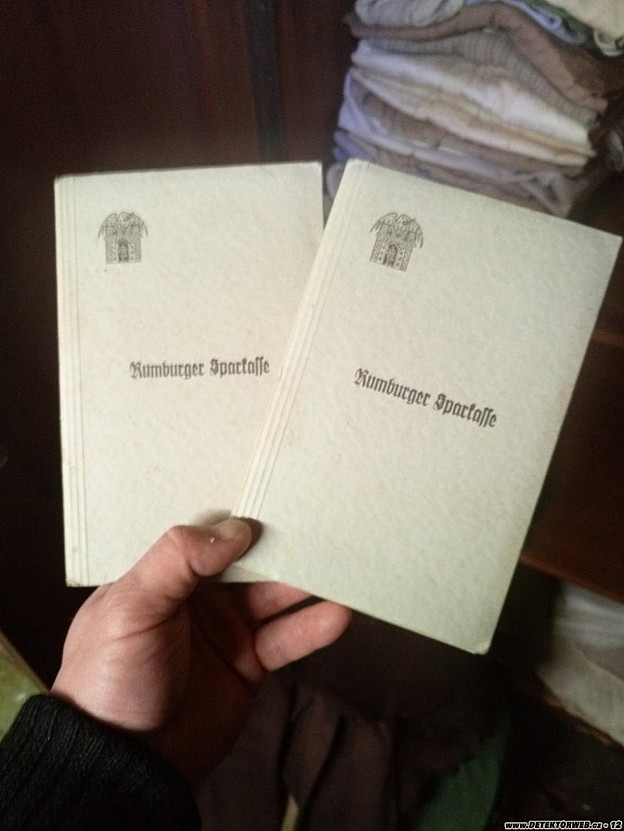 Rumburger Sparkasse
Rumburger Sparkasse
www.DETEKTORWEB.cz - 12